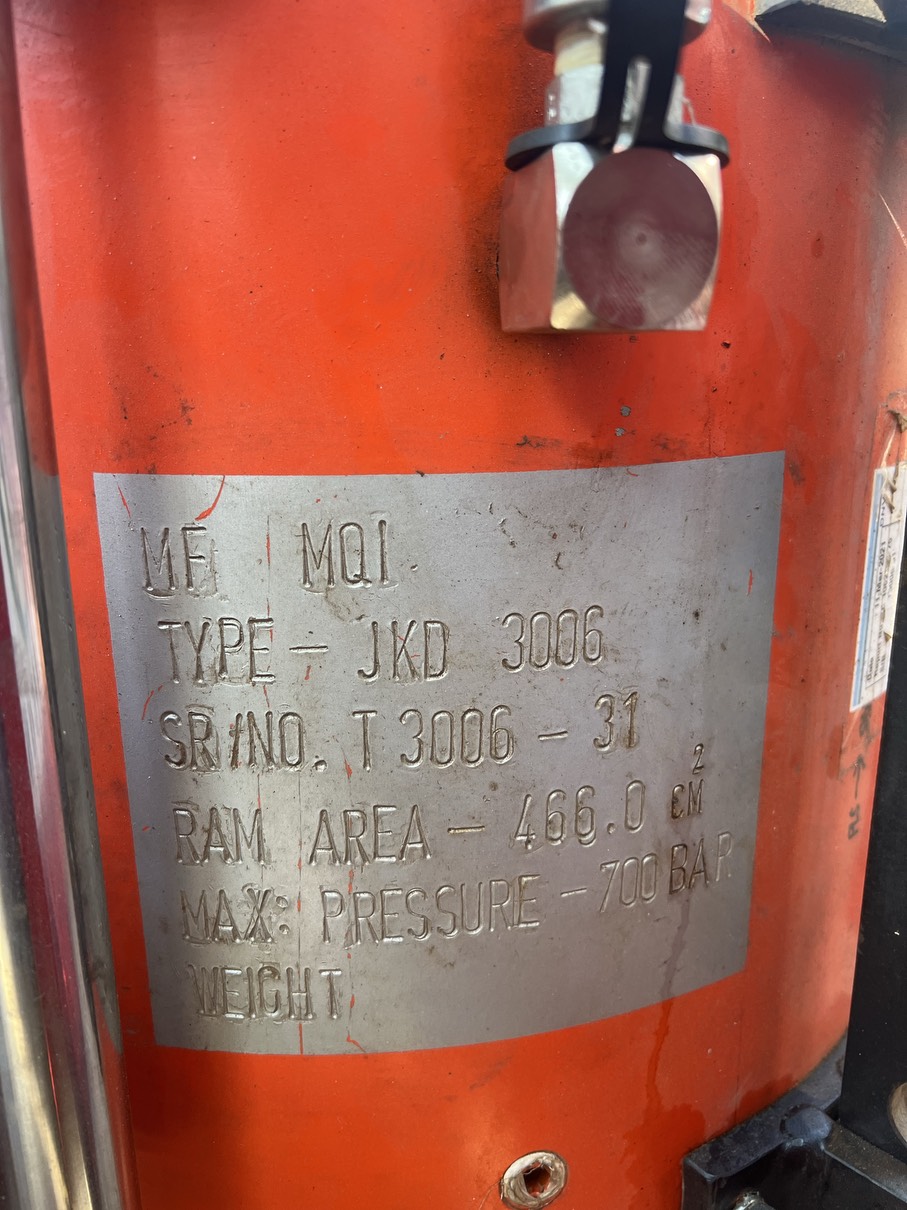 MF MQI
TYPE - JKD 3006
SR/NO. T 3006 - 31
RAM AREA - 466.0 CM²
MAX: PRESSURE - 700 BAR
WEIGHT